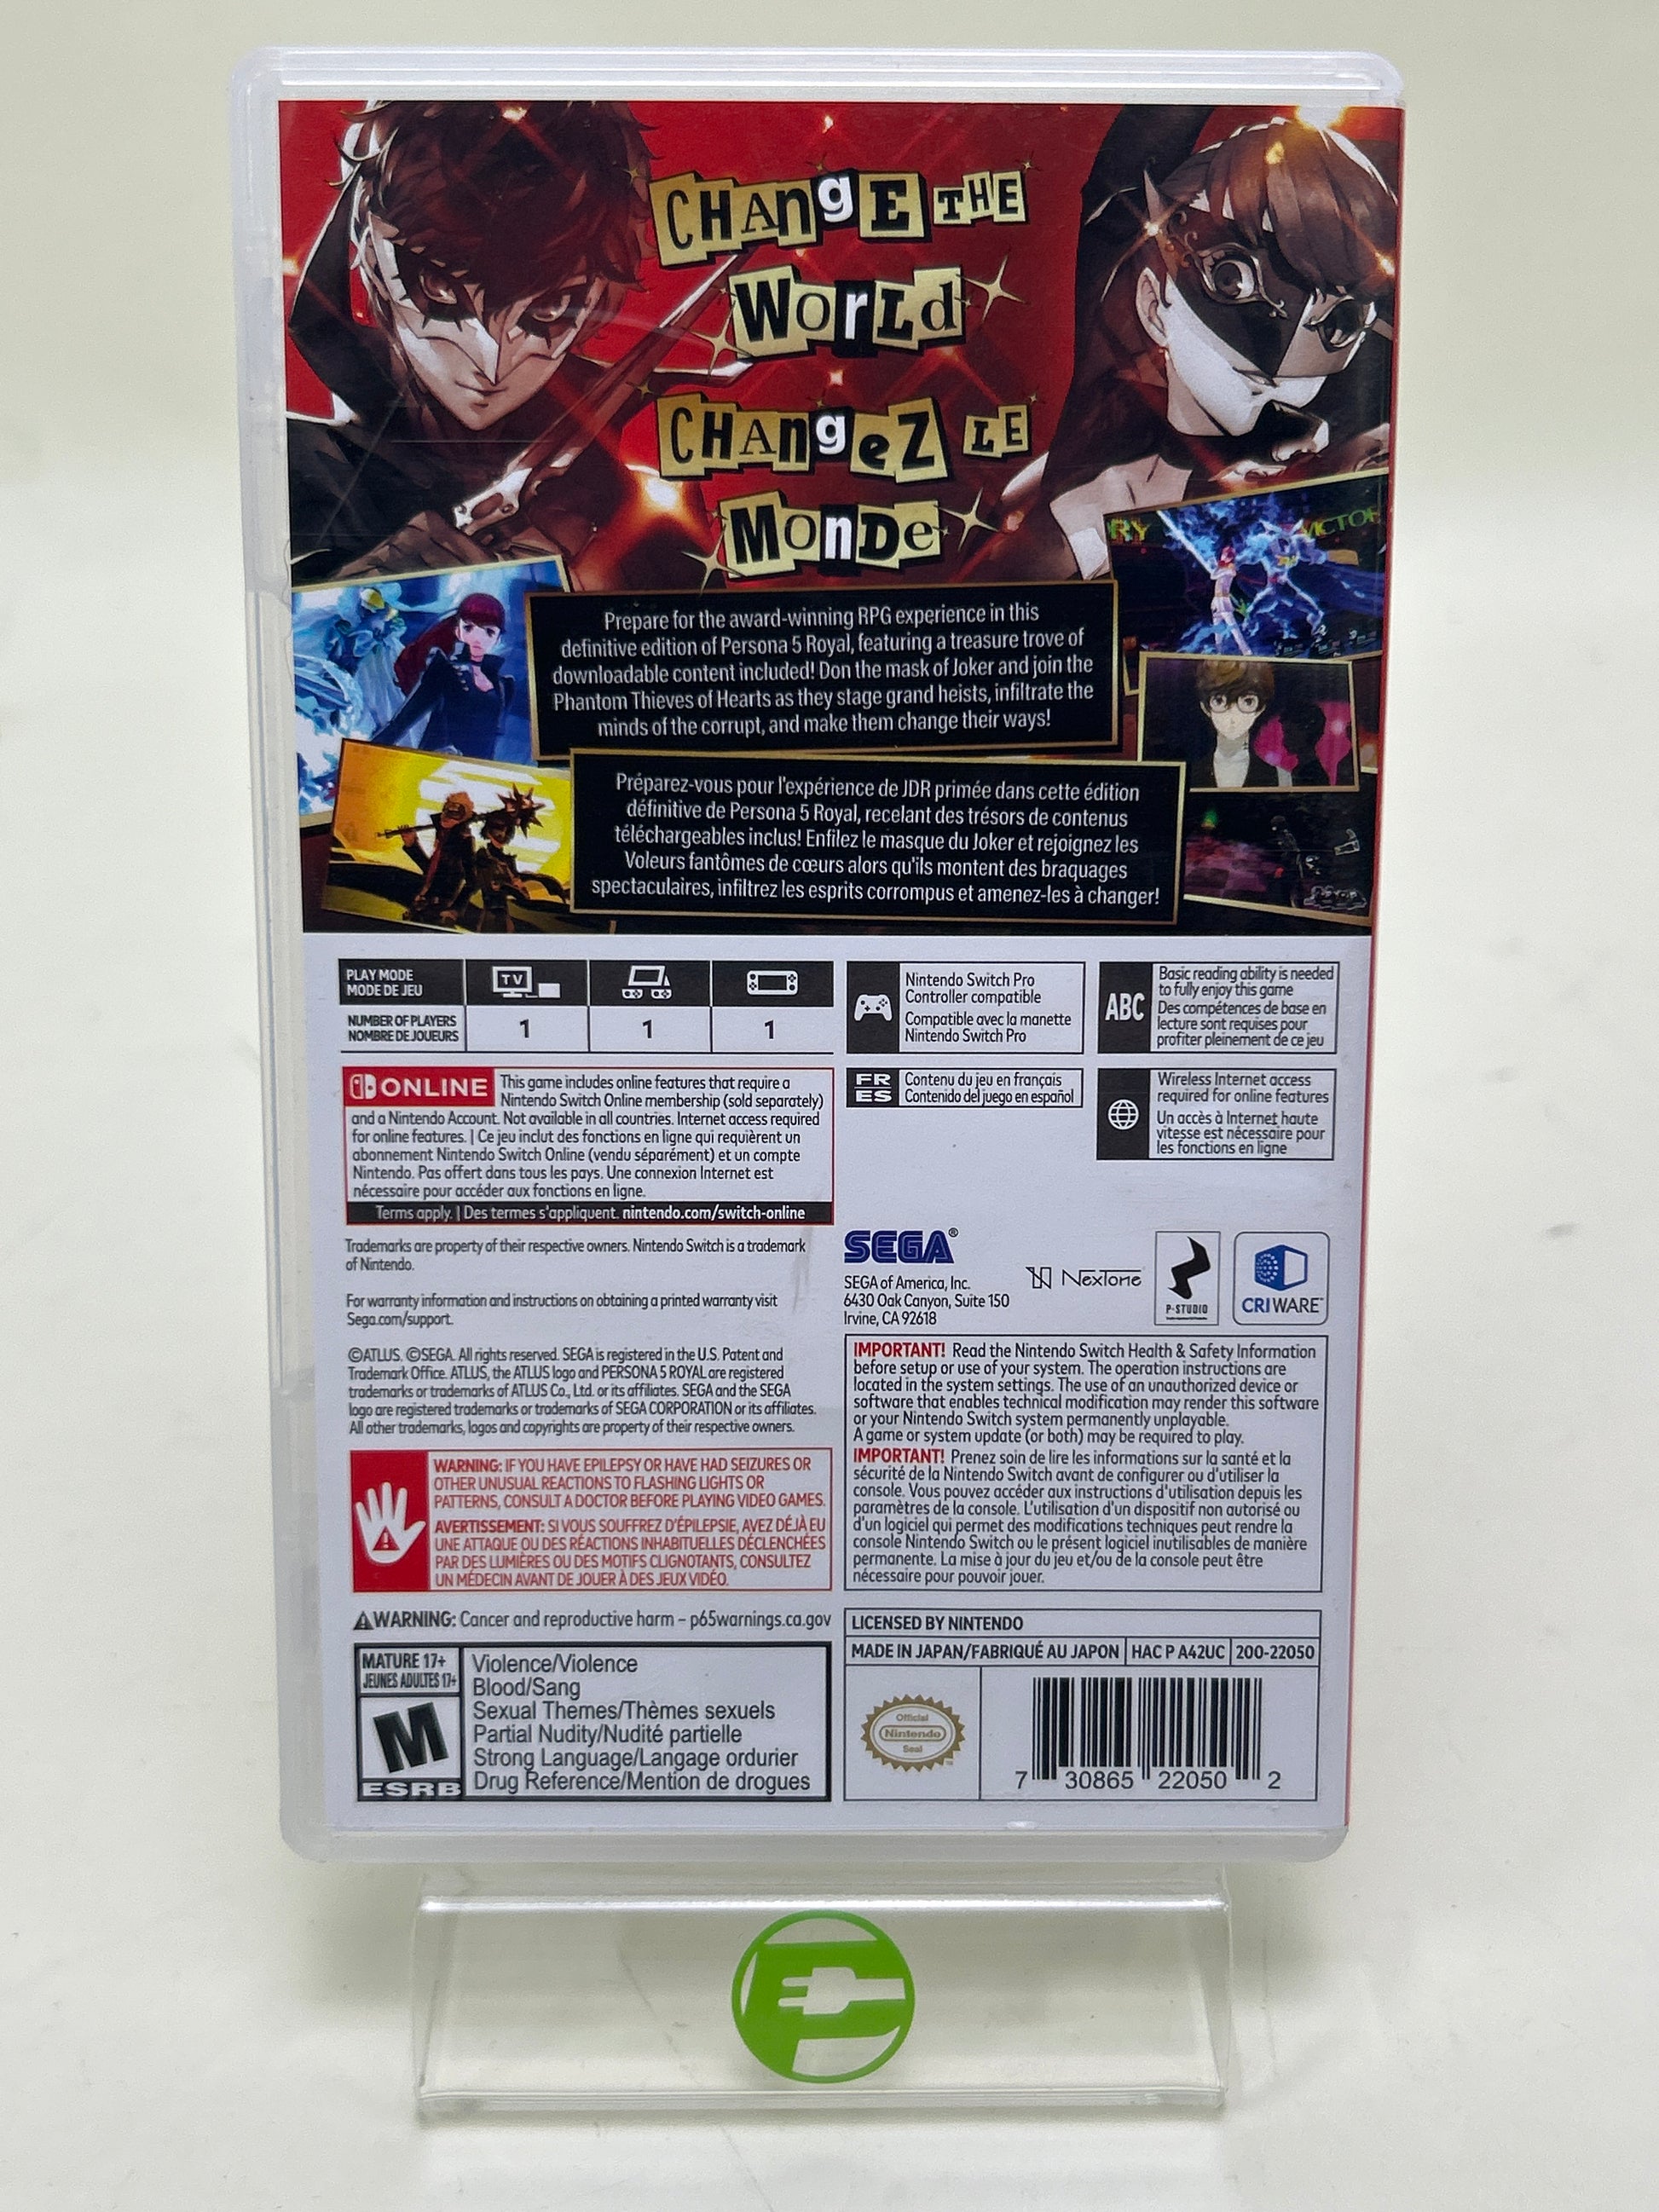 CHAngE THE
WorLd
CHAngeZ LE
MonDe
RY
VICTOR
Prepare for the award-winning RPG experience in this
definitive edition of Persona 5 Royal, featuring a treasure trove of
downloadable content included! Don the mask of Joker and join the
Phantom Thieves of Hearts as they stage grand heists, infiltrate the
minds of the corrupt, and make them change their ways!
Préparez-vous pour l'expérience de JDR primée dans cette édition
définitive de Persona 5 Royal, recelant des trésors de contenus
téléchargeables inclus! Enfilez le masque du Joker et rejoignez les
Voleurs fantômes de cœurs alors qu'ils montent des braquages
spectaculaires, infiltrez les esprits corrompus et amenez-les à changer!
PLAY MODE
MODE DE JEU
TV
NUMBER OF PLAYERS
NOMBRE DE JOUEURS
1 1 1
Nintendo Switch Pro
Controller compatible
Compatible avec la manette
Nintendo Switch Pro
ABC
Basic reading ability is needed
to fully enjoy this game
Des compétences de base en
lecture sont requises pour
profiter pleinement de ce jeu
ONLINE This game includes online features that require a
Nintendo Switch Online membership (sold separately)
and a Nintendo Account. Not available in all countries. Internet access required
for online features. | Ce jeu inclut des fonctions en ligne qui requièrent un
abonnement Nintendo Switch Online (vendu séparément) et un compte
Nintendo. Pas offert dans tous les pays. Une connexion Internet est
nécessaire pour accéder aux fonctions en ligne.
Terms apply. | Des termes s'appliquent. nintendo.com/switch-online
FR Contenu du jeu en français
ES Contenido del juego en español
Wireless Internet access
required for online features
Un accès à Internet haute
vitesse est nécessaire pour
les fonctions en ligne
Trademarks are property of their respective owners. Nintendo Switch is a trademark
of Nintendo.
For warranty information and instructions on obtaining a printed warranty visit
Sega.com/support.
©ATLUS. ©SEGA. All rights reserved. SEGA is registered in the U.S. Patent and
Trademark Office. ATLUS, the ATLUS logo and PERSONA 5 ROYAL are registered
trademarks or trademarks of ATLUS Co., Ltd. or its affiliates. SEGA and the SEGA
logo are registered trademarks or trademarks of SEGA CORPORATION or its affiliates.
All other trademarks, logos and copyrights are property of their respective owners.
SEGA®
SEGA of America, Inc.
6430 Oak Canyon, Suite 150
Irvine, CA 92618
NexTone
P-STUDIO
CRIWARE™
IMPORTANT! Read the Nintendo Switch Health & Safety Information
before setup or use of your system. The operation instructions are
located in the system settings. The use of an unauthorized device or
software that enables technical modification may render this software
or your Nintendo Switch system permanently unplayable.
A game or system update (or both) may be required to play.
IMPORTANT! Prenez soin de lire les informations sur la santé et la
sécurité de la Nintendo Switch avant de configurer ou d'utiliser la
console. Vous pouvez accéder aux instructions d'utilisation depuis les
paramètres de la console. L'utilisation d'un dispositif non autorisé ou
d'un logiciel qui permet des modifications techniques peut rendre la
console Nintendo Switch ou le présent logiciel inutilisables de manière
permanente. La mise à jour du jeu et/ou de la console peut être
nécessaire pour pouvoir jouer.
WARNING: IF YOU HAVE EPILEPSY OR HAVE HAD SEIZURES OR
OTHER UNUSUAL REACTIONS TO FLASHING LIGHTS OR
PATTERNS, CONSULT A DOCTOR BEFORE PLAYING VIDEO GAMES.
AVERTISSEMENT: SI VOUS SOUFFREZ D'ÉPILEPSIE, AVEZ DÉJÀ EU
UNE ATTAQUE OU DES RÉACTIONS INHABITUELLES DÉCLENCHÉES
PAR DES LUMIÈRES OU DES MOTIFS CLIGNOTANTS, CONSULTEZ
UN MÉDECIN AVANT DE JOUER À DES JEUX VIDÉO.
⚠WARNING: Cancer and reproductive harm – p65warnings.ca.gov
MATURE 17+
JEUNES ADULTES 17+
M
ESRB
Violence/Violence
Blood/Sang
Sexual Themes/Thèmes sexuels
Partial Nudity/Nudité partielle
Strong Language/Langage ordurier
Drug Reference/Mention de drogues
LICENSED BY NINTENDO
MADE IN JAPAN/FABRIQUÉ AU JAPON HAC P A42UC 200-22050
Official
Nintendo
Seal
7 30865 22050 2